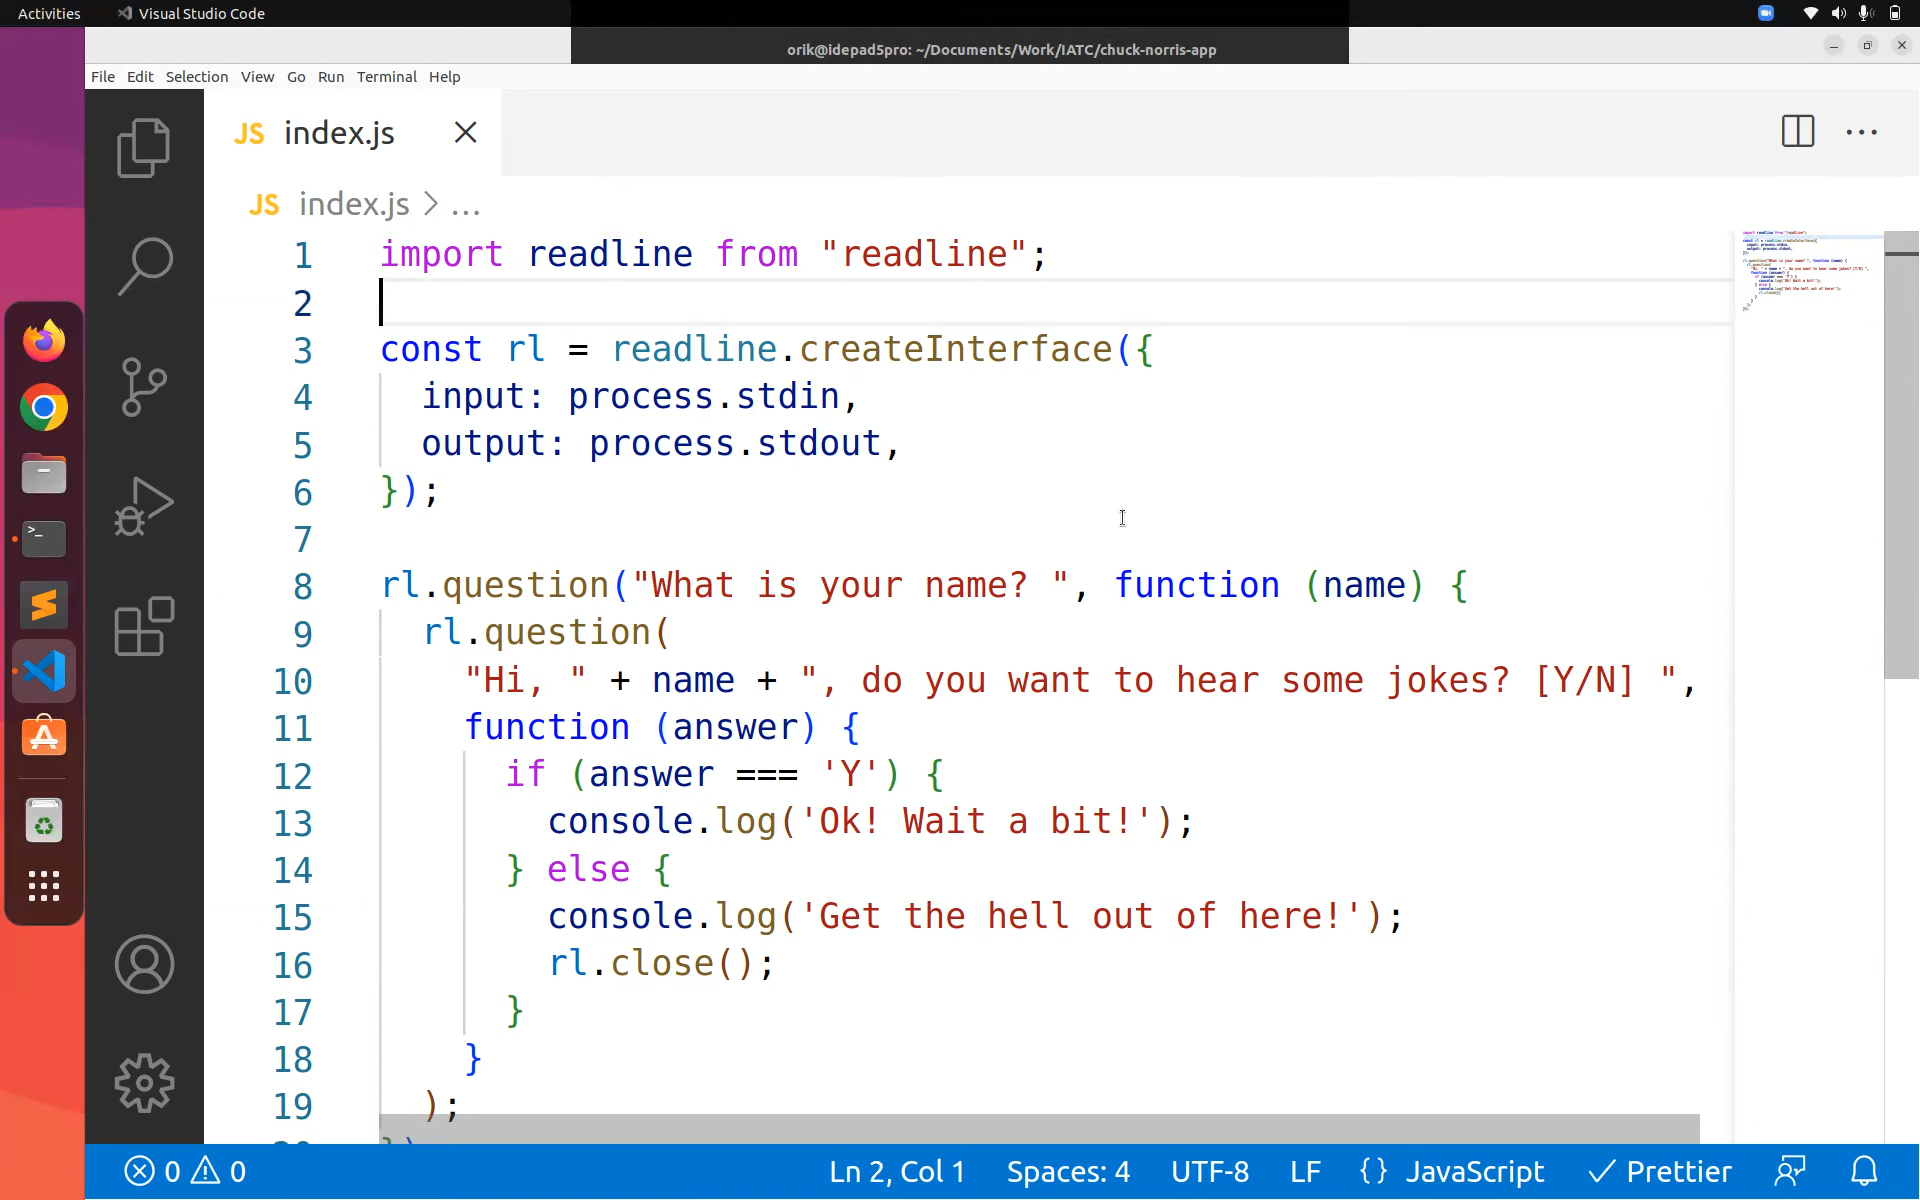 Activities
Visual Studio Code
orik@idepad5pro: ~/Documents/Work/IATC/chuck-norris-app
File Edit Selection View Go Run Terminal Help
JS index.js
JS index.js > ...
1 import readline from "readline";
2
3 const rl = readline.createInterface({
4 input: process.stdin,
5 output: process.stdout,
6 });
7
8 rl.question("What is your name? ", function (name) {
9 rl.question(
10 "Hi, " + name + ", do you want to hear some jokes? [Y/N] ",
11 function (answer) {
12 if (answer === 'Y') {
13 console.log('Ok! Wait a bit!');
14 } else {
15 console.log('Get the hell out of here!');
16 rl.close();
17 }
18 }
19 );
0 0 Ln 2, Col 1 Spaces: 4 UTF-8 LF {} JavaScript Prettier